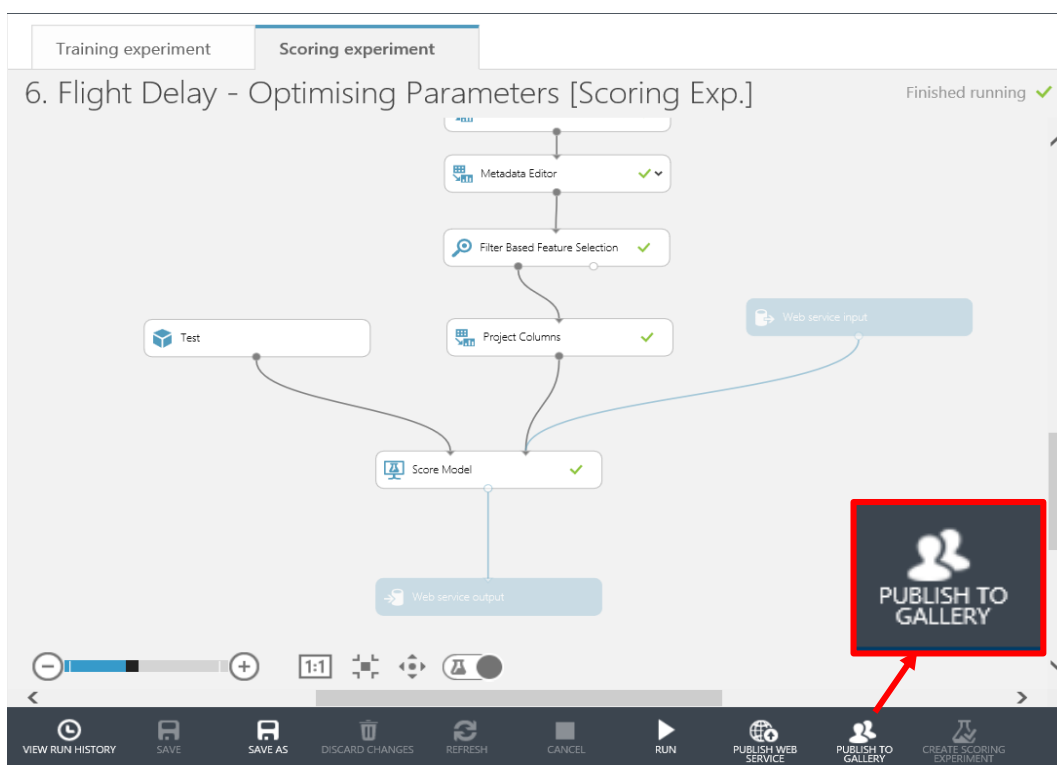 Training experiment
Scoring experiment
6. Flight Delay - Optimising Parameters [Scoring Exp.]
Finished running
Metadata Editor
Filter Based Feature Selection
Web service input
Test
Project Columns
Score Model
PUBLISH TO
GALLERY
Web service output
1:1
VIEW RUN HISTORY
SAVE
SAVE AS
DISCARD CHANGES
REFRESH
CANCEL
RUN
PUBLISH WEB
SERVICE
PUBLISH TO
GALLERY
CREATE SCORING
EXPERIMENT